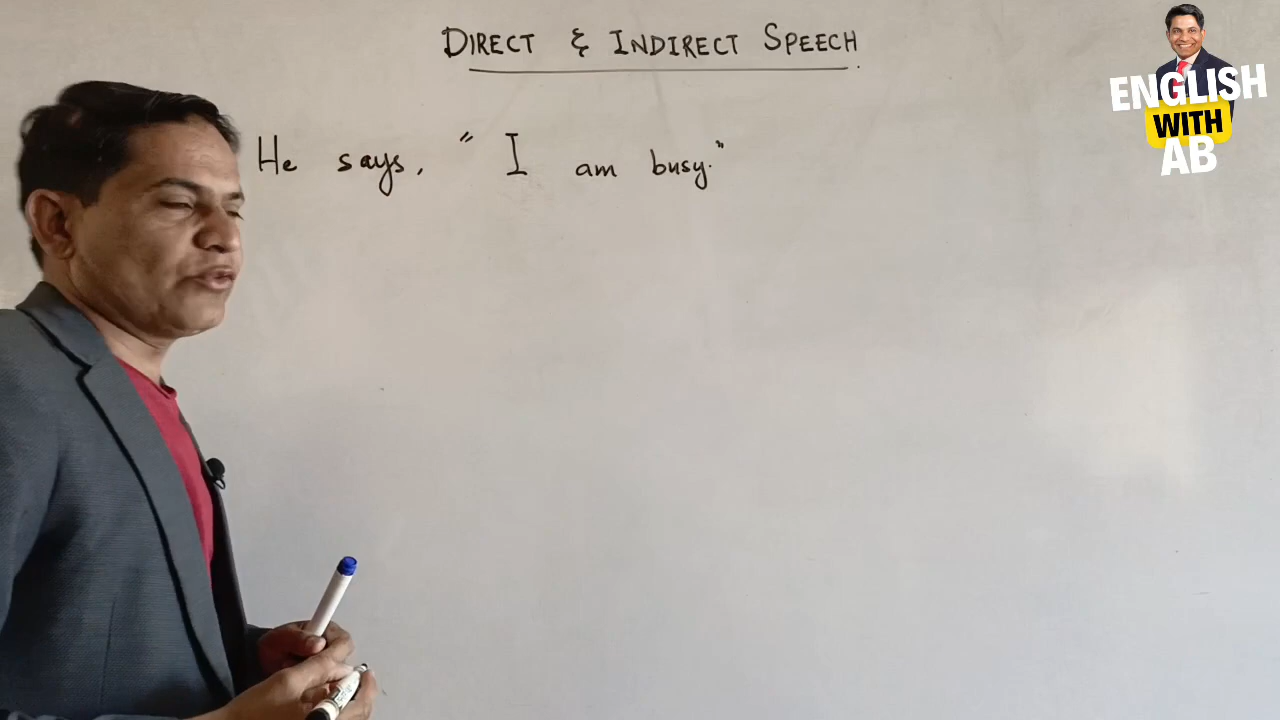 DIRECT & INDIRECT SPEECH.
He says, " I am busy."
ENGLISH
WITH
AB